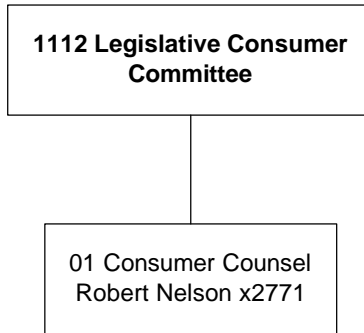 1112 Legislative Consumer
Committee
01 Consumer Counsel
Robert Nelson x2771